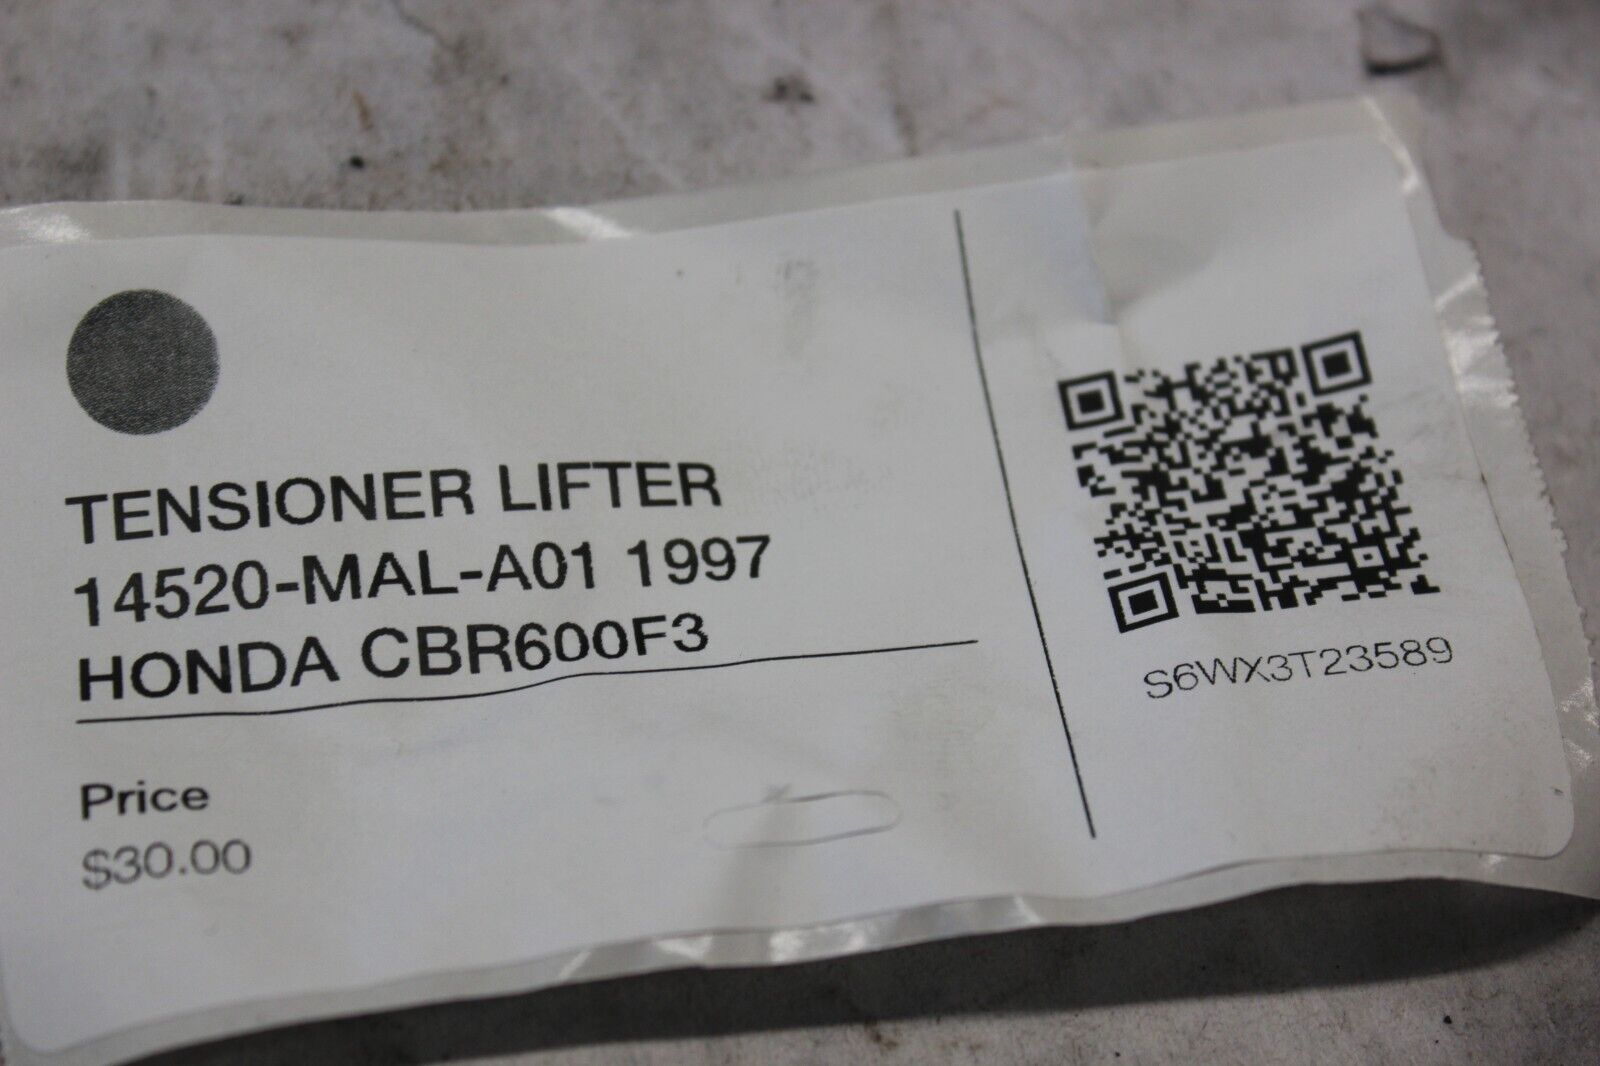 TENSIONER LIFTER
14520-MAL-A01 1997
HONDA CBR600F3
Price
$30.00
S6WX3T23589